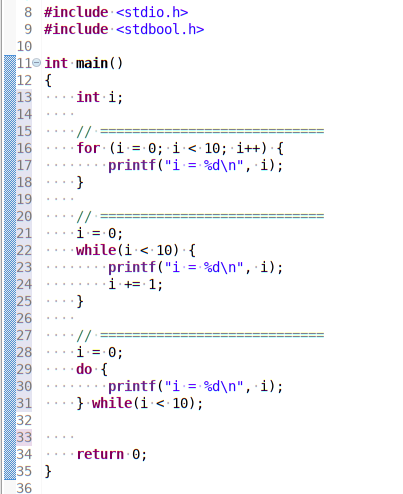 8 #include <stdio.h>
9 #include <stdbool.h>
10
11 int main()
12 {
13     int i;
14
15     // ============================
16     for (i = 0; i < 10; i++) {
17         printf("i = %d\n", i);
18     }
19
20     // ============================
21     i = 0;
22     while(i < 10) {
23         printf("i = %d\n", i);
24         i += 1;
25     }
26
27     // ============================
28     i = 0;
29     do {
30         printf("i = %d\n", i);
31     } while(i < 10);
32
33
34     return 0;
35 }
36